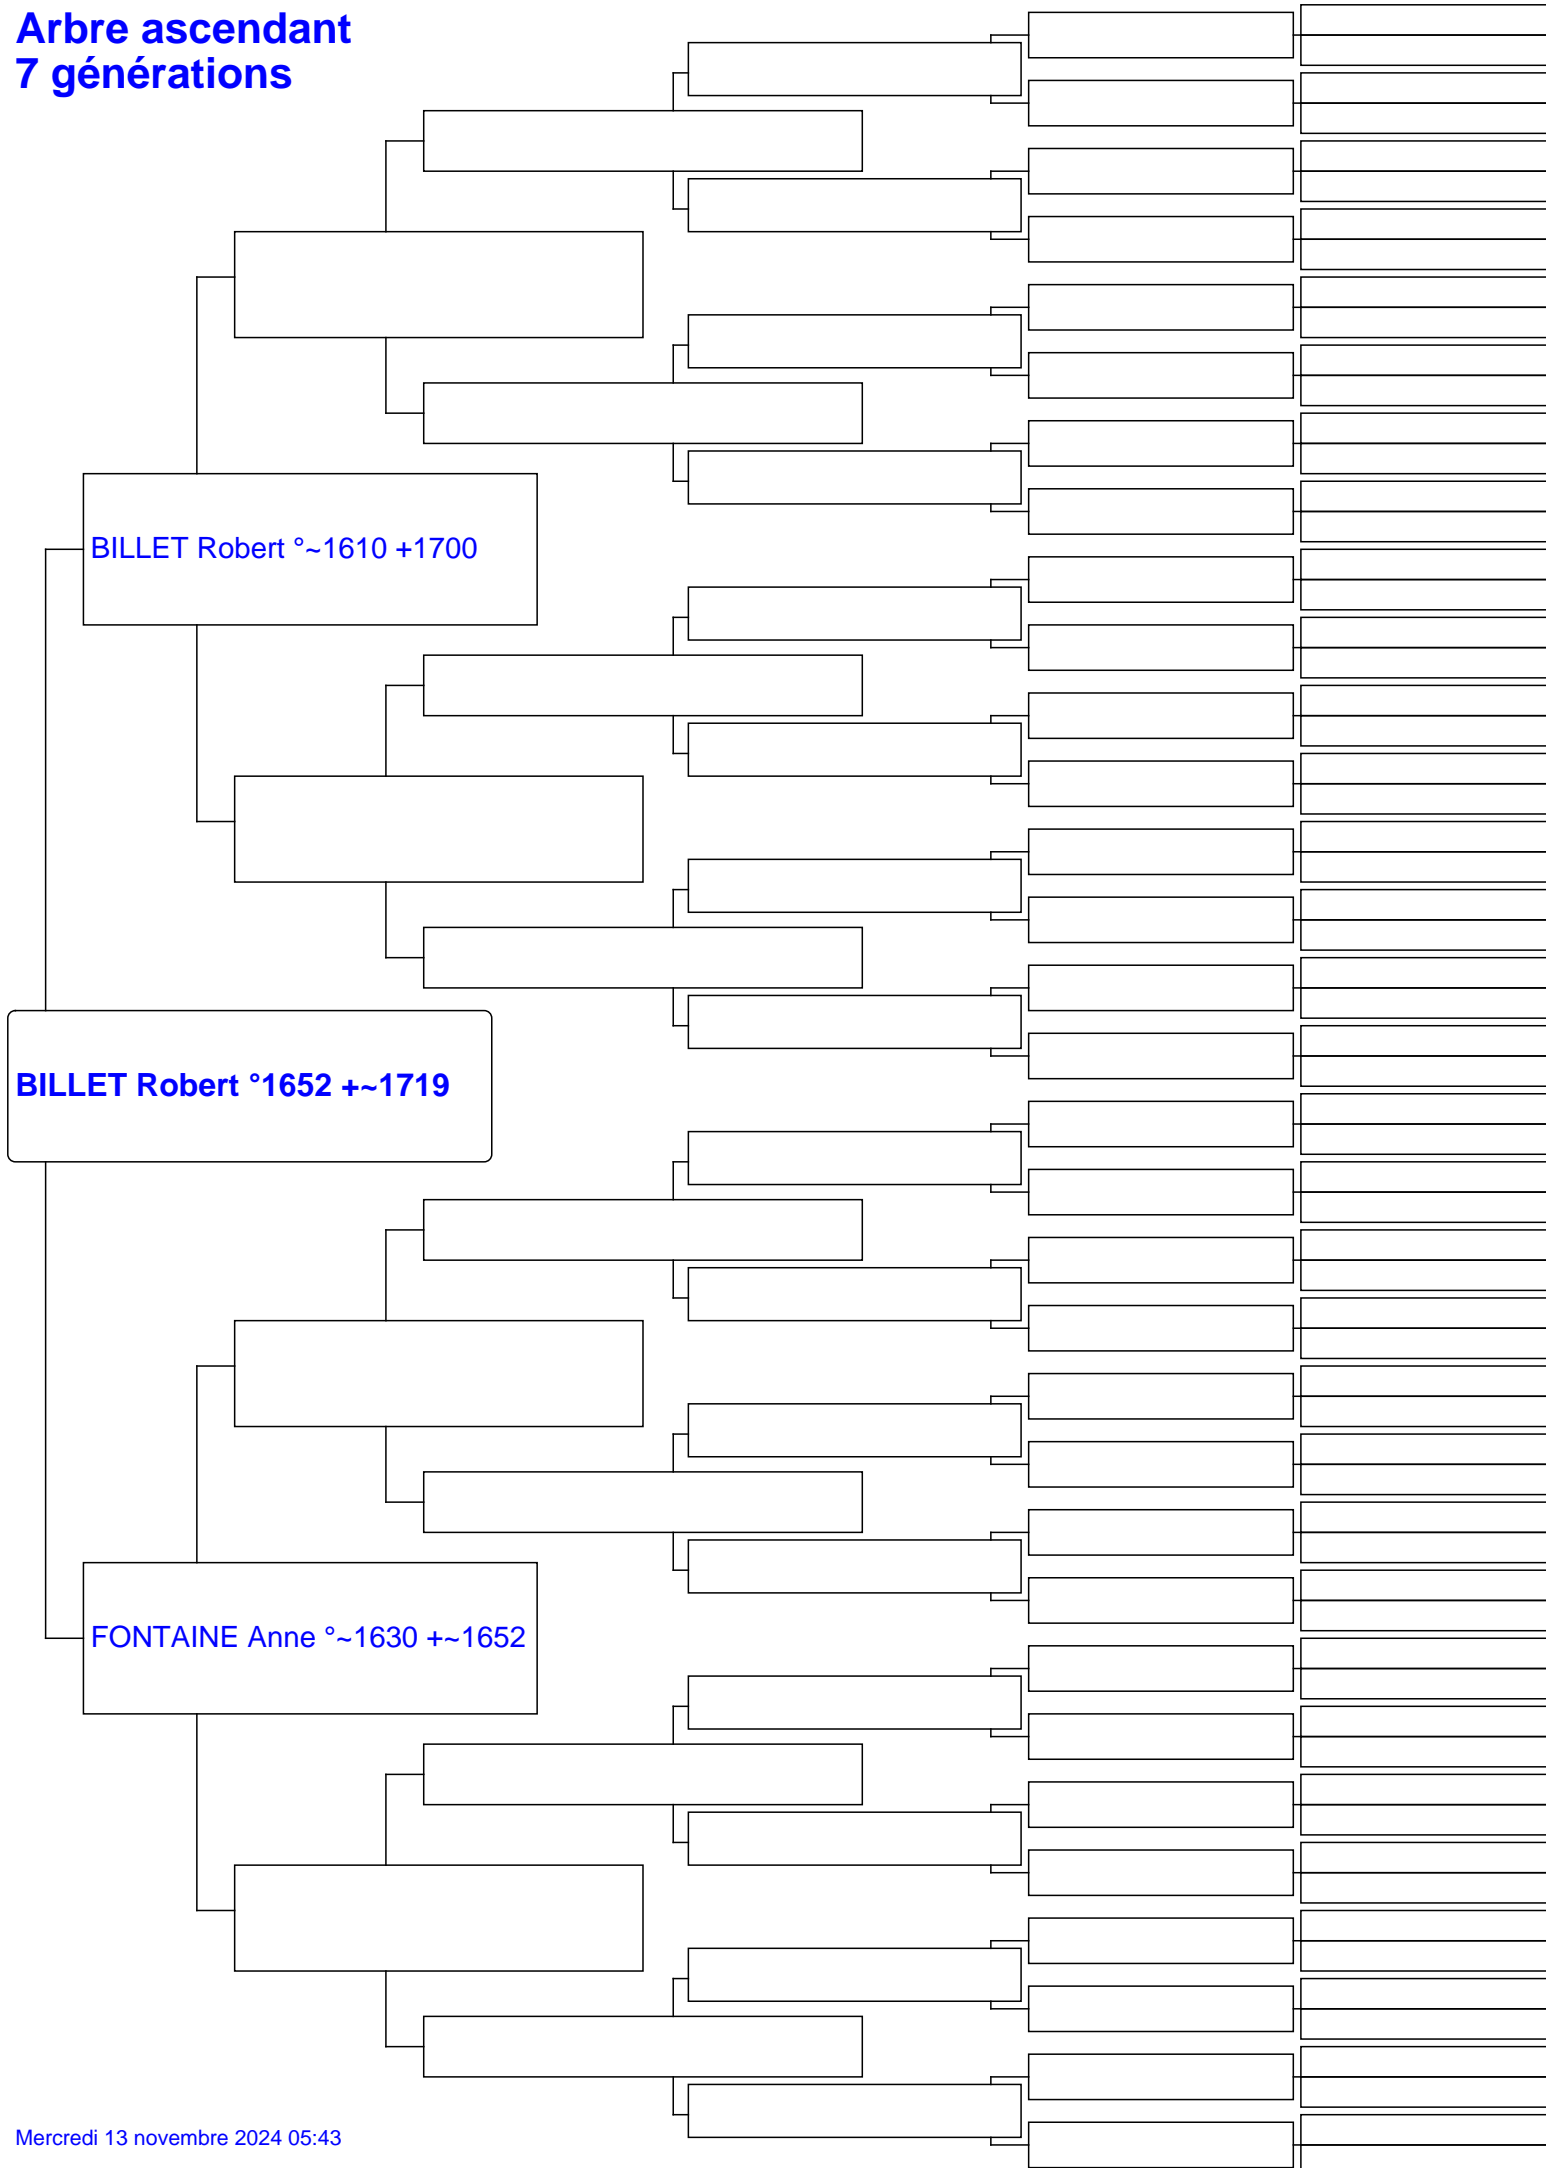 Arbre ascendant
7 générations
BILLET Robert °~1610 +1700
BILLET Robert °1652 +~1719
FONTAINE Anne °~1630 +~1652
Mercredi 13 novembre 2024 05:43